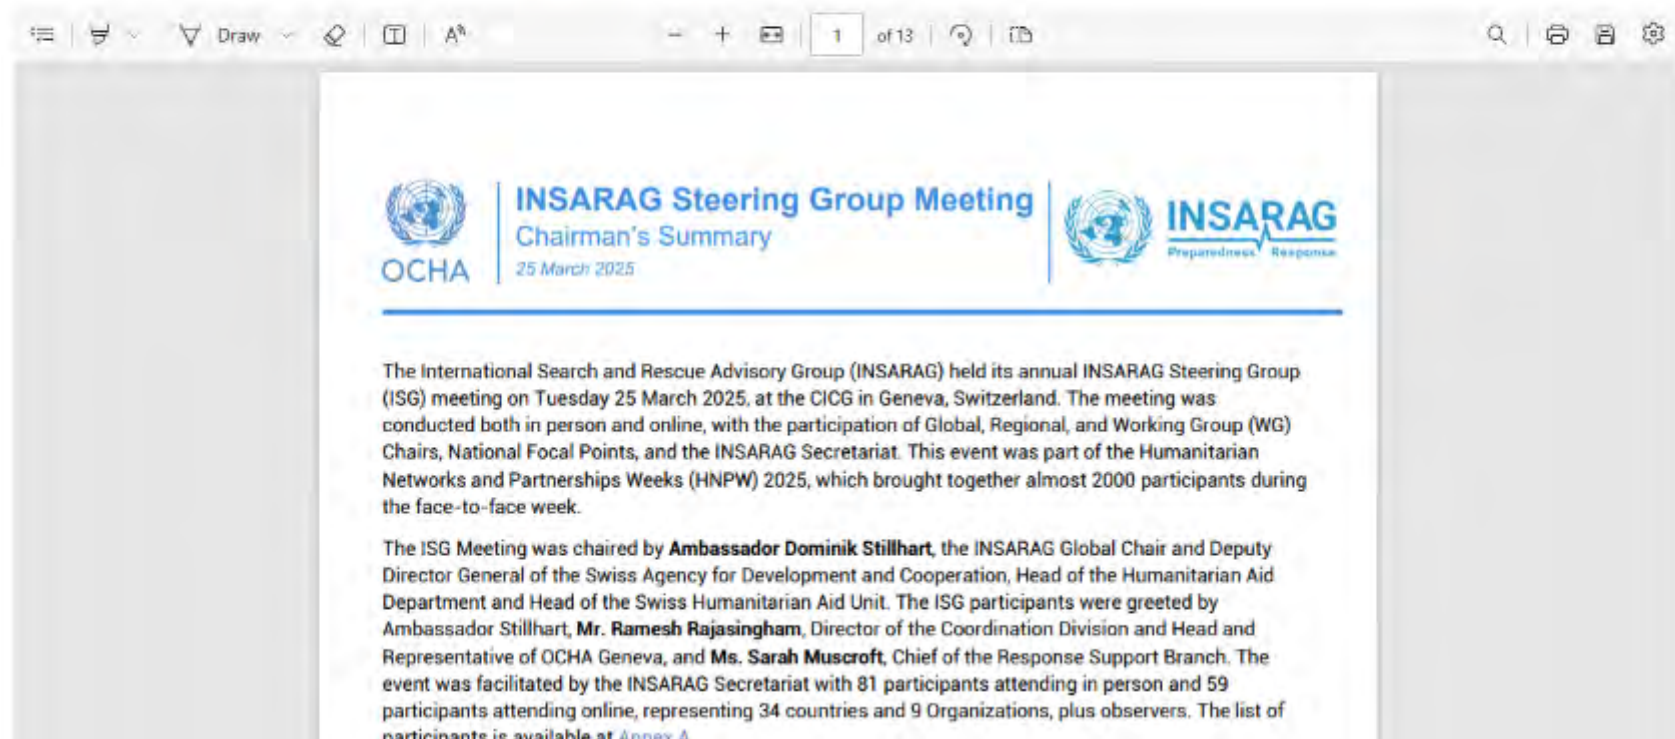 Draw
1 of 13
INSARAG Steering Group Meeting
Chairman's Summary
25 March 2025
OCHA
INSARAG
Preparedness Response
The International Search and Rescue Advisory Group (INSARAG) held its annual INSARAG Steering Group
(ISG) meeting on Tuesday 25 March 2025, at the CICG in Geneva, Switzerland. The meeting was
conducted both in person and online, with the participation of Global, Regional, and Working Group (WG)
Chairs, National Focal Points, and the INSARAG Secretariat. This event was part of the Humanitarian
Networks and Partnerships Weeks (HNPW) 2025, which brought together almost 2000 participants during
the face-to-face week.
The ISG Meeting was chaired by Ambassador Dominik Stillhart, the INSARAG Global Chair and Deputy
Director General of the Swiss Agency for Development and Cooperation, Head of the Humanitarian Aid
Department and Head of the Swiss Humanitarian Aid Unit. The ISG participants were greeted by
Ambassador Stillhart, Mr. Ramesh Rajasingham, Director of the Coordination Division and Head and
Representative of OCHA Geneva, and Ms. Sarah Muscroft, Chief of the Response Support Branch. The
event was facilitated by the INSARAG Secretariat with 81 participants attending in person and 59
participants attending online, representing 34 countries and 9 Organizations, plus observers. The list of
participants is available at Annex A